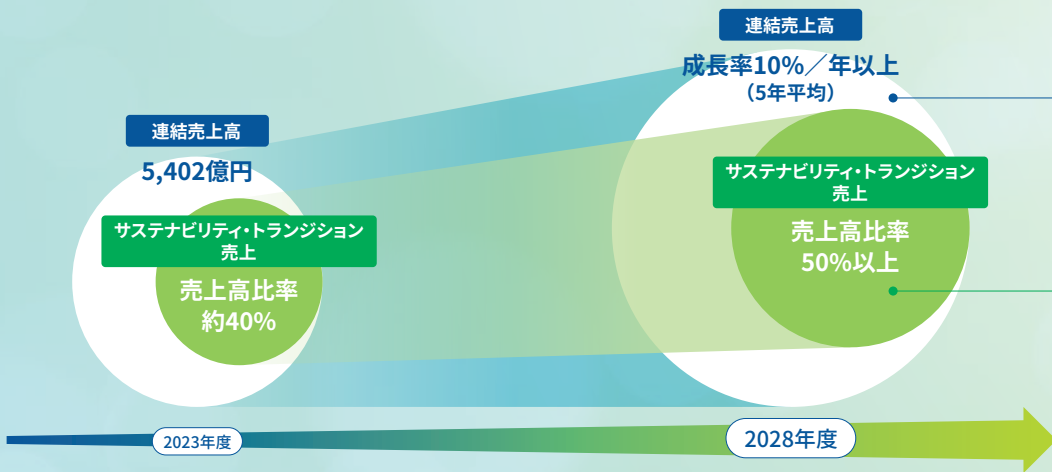 連結売上高
5,402億円
サステナビリティ・トランジション
売上
売上高比率
約40%
2023年度
連結売上高
成長率10%／年以上
（5年平均）
サステナビリティ・トランジション
売上
売上高比率
50%以上
2028年度